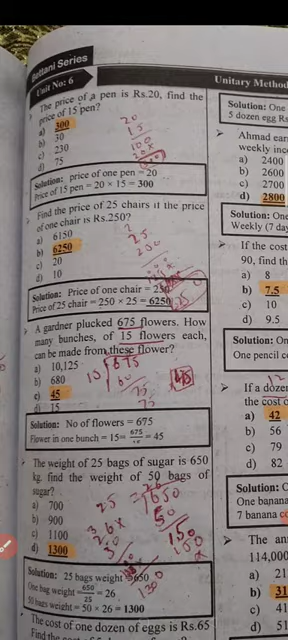 Bettani Series
Unit No: 6
Unitary Method
The price of a pen is Rs.20, find the
price of 15 pen?
a) 300
b) 30
c) 230
d) 75
Solution: price of one pen = 20
Price of 15 pen = 20 × 15 = 300
Find the price of 25 chairs if the price
of one chair is Rs.250?
a) 6150
b) 6250
c) 20
d) 10
Solution: Price of one chair = 250
Price of 25 chair = 250 × 25 = 6250
A gardner plucked 675 flowers. How
many bunches, of 15 flowers each,
can be made from these flower?
a) 10,125
b) 680
c) 45
d) 15
Solution: No of flowers = 675
Flower in one bunch = 15= 675/15 = 45
The weight of 25 bags of sugar is 650
kg. find the weight of 50 bags of
sugar?
a) 700
b) 900
c) 1100
d) 1300
Solution: 25 bags weight = 650
One bag weight = 650/25 = 26
50 bags weight = 50 × 26 = 1300
The cost of one dozen of eggs is Rs.65
Find the cost of
Solution: One
5 dozen egg Rs
Ahmad ear
weekly inc
a) 2400
b) 2600
c) 2700
d) 2800
Solution: One
Weekly (7 day
If the cost
90, find th
a) 8
b) 7.5
c) 10
d) 9.5
Solution: On
One pencil c
If a dozen
the cost o
a) 42
b) 56
c) 79
d) 82
Solution: C
One banana
7 banana co
The an
114,000
a) 21
b) 31
c) 41
d) 51